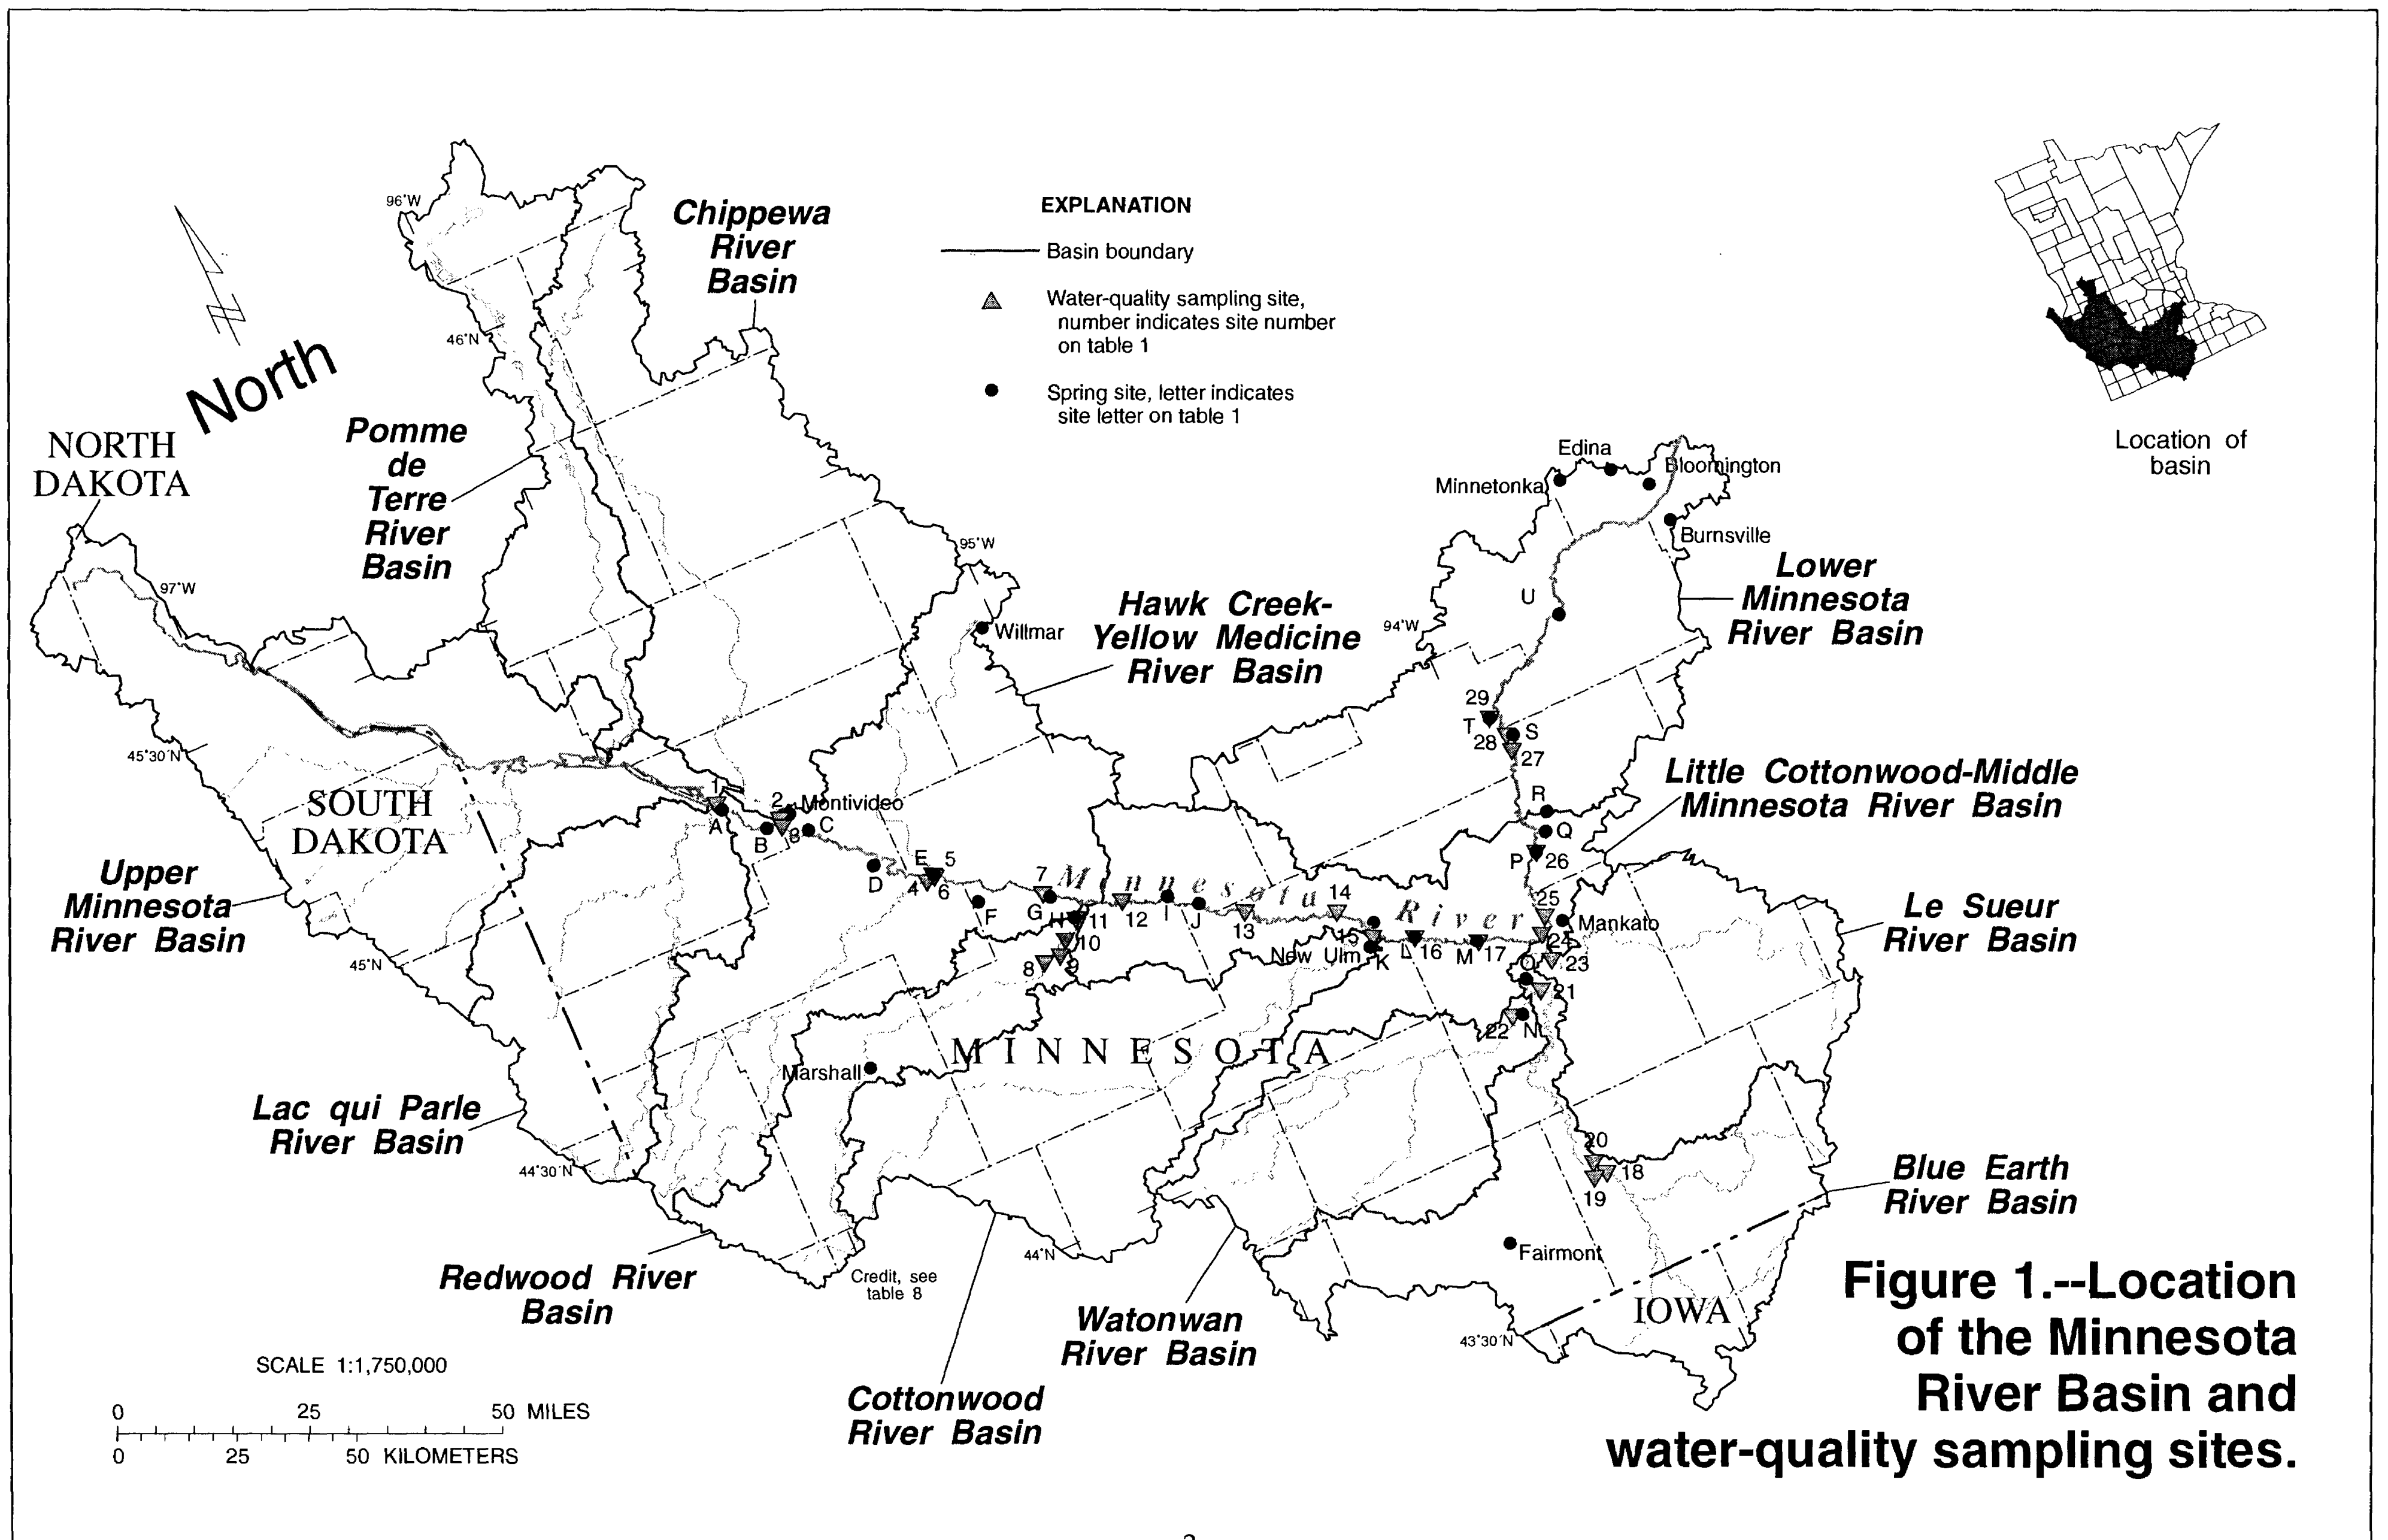 96°W
Chippewa
River
Basin
EXPLANATION
Basin boundary
Water-quality sampling site,
number indicates site number
on table 1
Spring site, letter indicates
site letter on table 1
46°N
North
Pomme
de
Terre
River
Basin
NORTH
DAKOTA
97°W
Location of
basin
Edina
Bloomington
Minnetonka
Burnsville
Lower
Minnesota
River Basin
95°W
Willmar
Hawk Creek-
Yellow Medicine
River Basin
94°W
U
29
T
S
28
27
45°30'N
SOUTH
DAKOTA
Little Cottonwood-Middle
Minnesota River Basin
1
A
2
Montivideo
B
3
C
R
Q
P
26
Upper
Minnesota
River Basin
D
E
5
4
6
F
7
G
H
11
10
8
9
12
I
J
13
14
Minnesota River
15
New Ulm
K
L
16
M
17
25
Mankato
24
23
O
21
22
N
Le Sueur
River Basin
45°N
MINNESOTA
Marshall
Lac qui Parle
River Basin
44°30'N
20
18
19
Blue Earth
River Basin
Redwood River
Basin
Credit, see
table 8
44°N
Fairmont
IOWA
43°30'N
Watonwan
River Basin
Cottonwood
River Basin
SCALE 1:1,750,000
0 25 50 MILES
0 25 50 KILOMETERS
Figure 1.--Location
of the Minnesota
River Basin and
water-quality sampling sites.